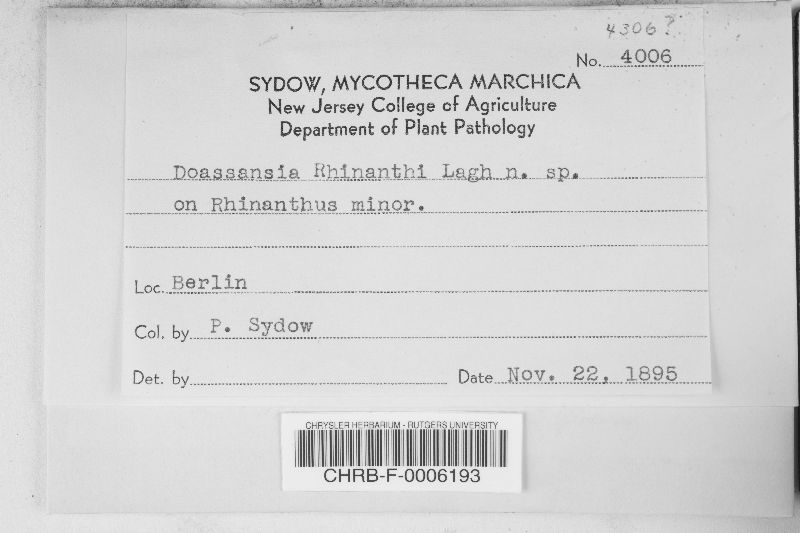 4306?
No. 4006
SYDOW, MYCOTHECA MARCHICA
New Jersey College of Agriculture
Department of Plant Pathology
Doassansia Rhinanthi Lagh n. sp.
on Rhinanthus minor.
Loc. Berlin
Col. by P. Sydow
Det. by
Date Nov. 22, 1895
CHRYSLER HERBARIUM - RUTGERS UNIVERSITY
CHRB-F-0006193